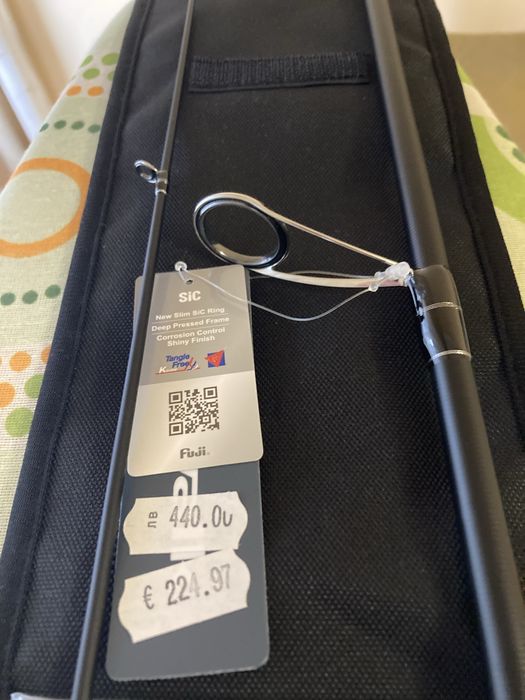 SiC
New Slim SiC Ring
Deep Pressed Frame
Corrosion Control
Shiny Finish
Tangle
Free!
Fuji
ЛВ 440.00
€ 224.97